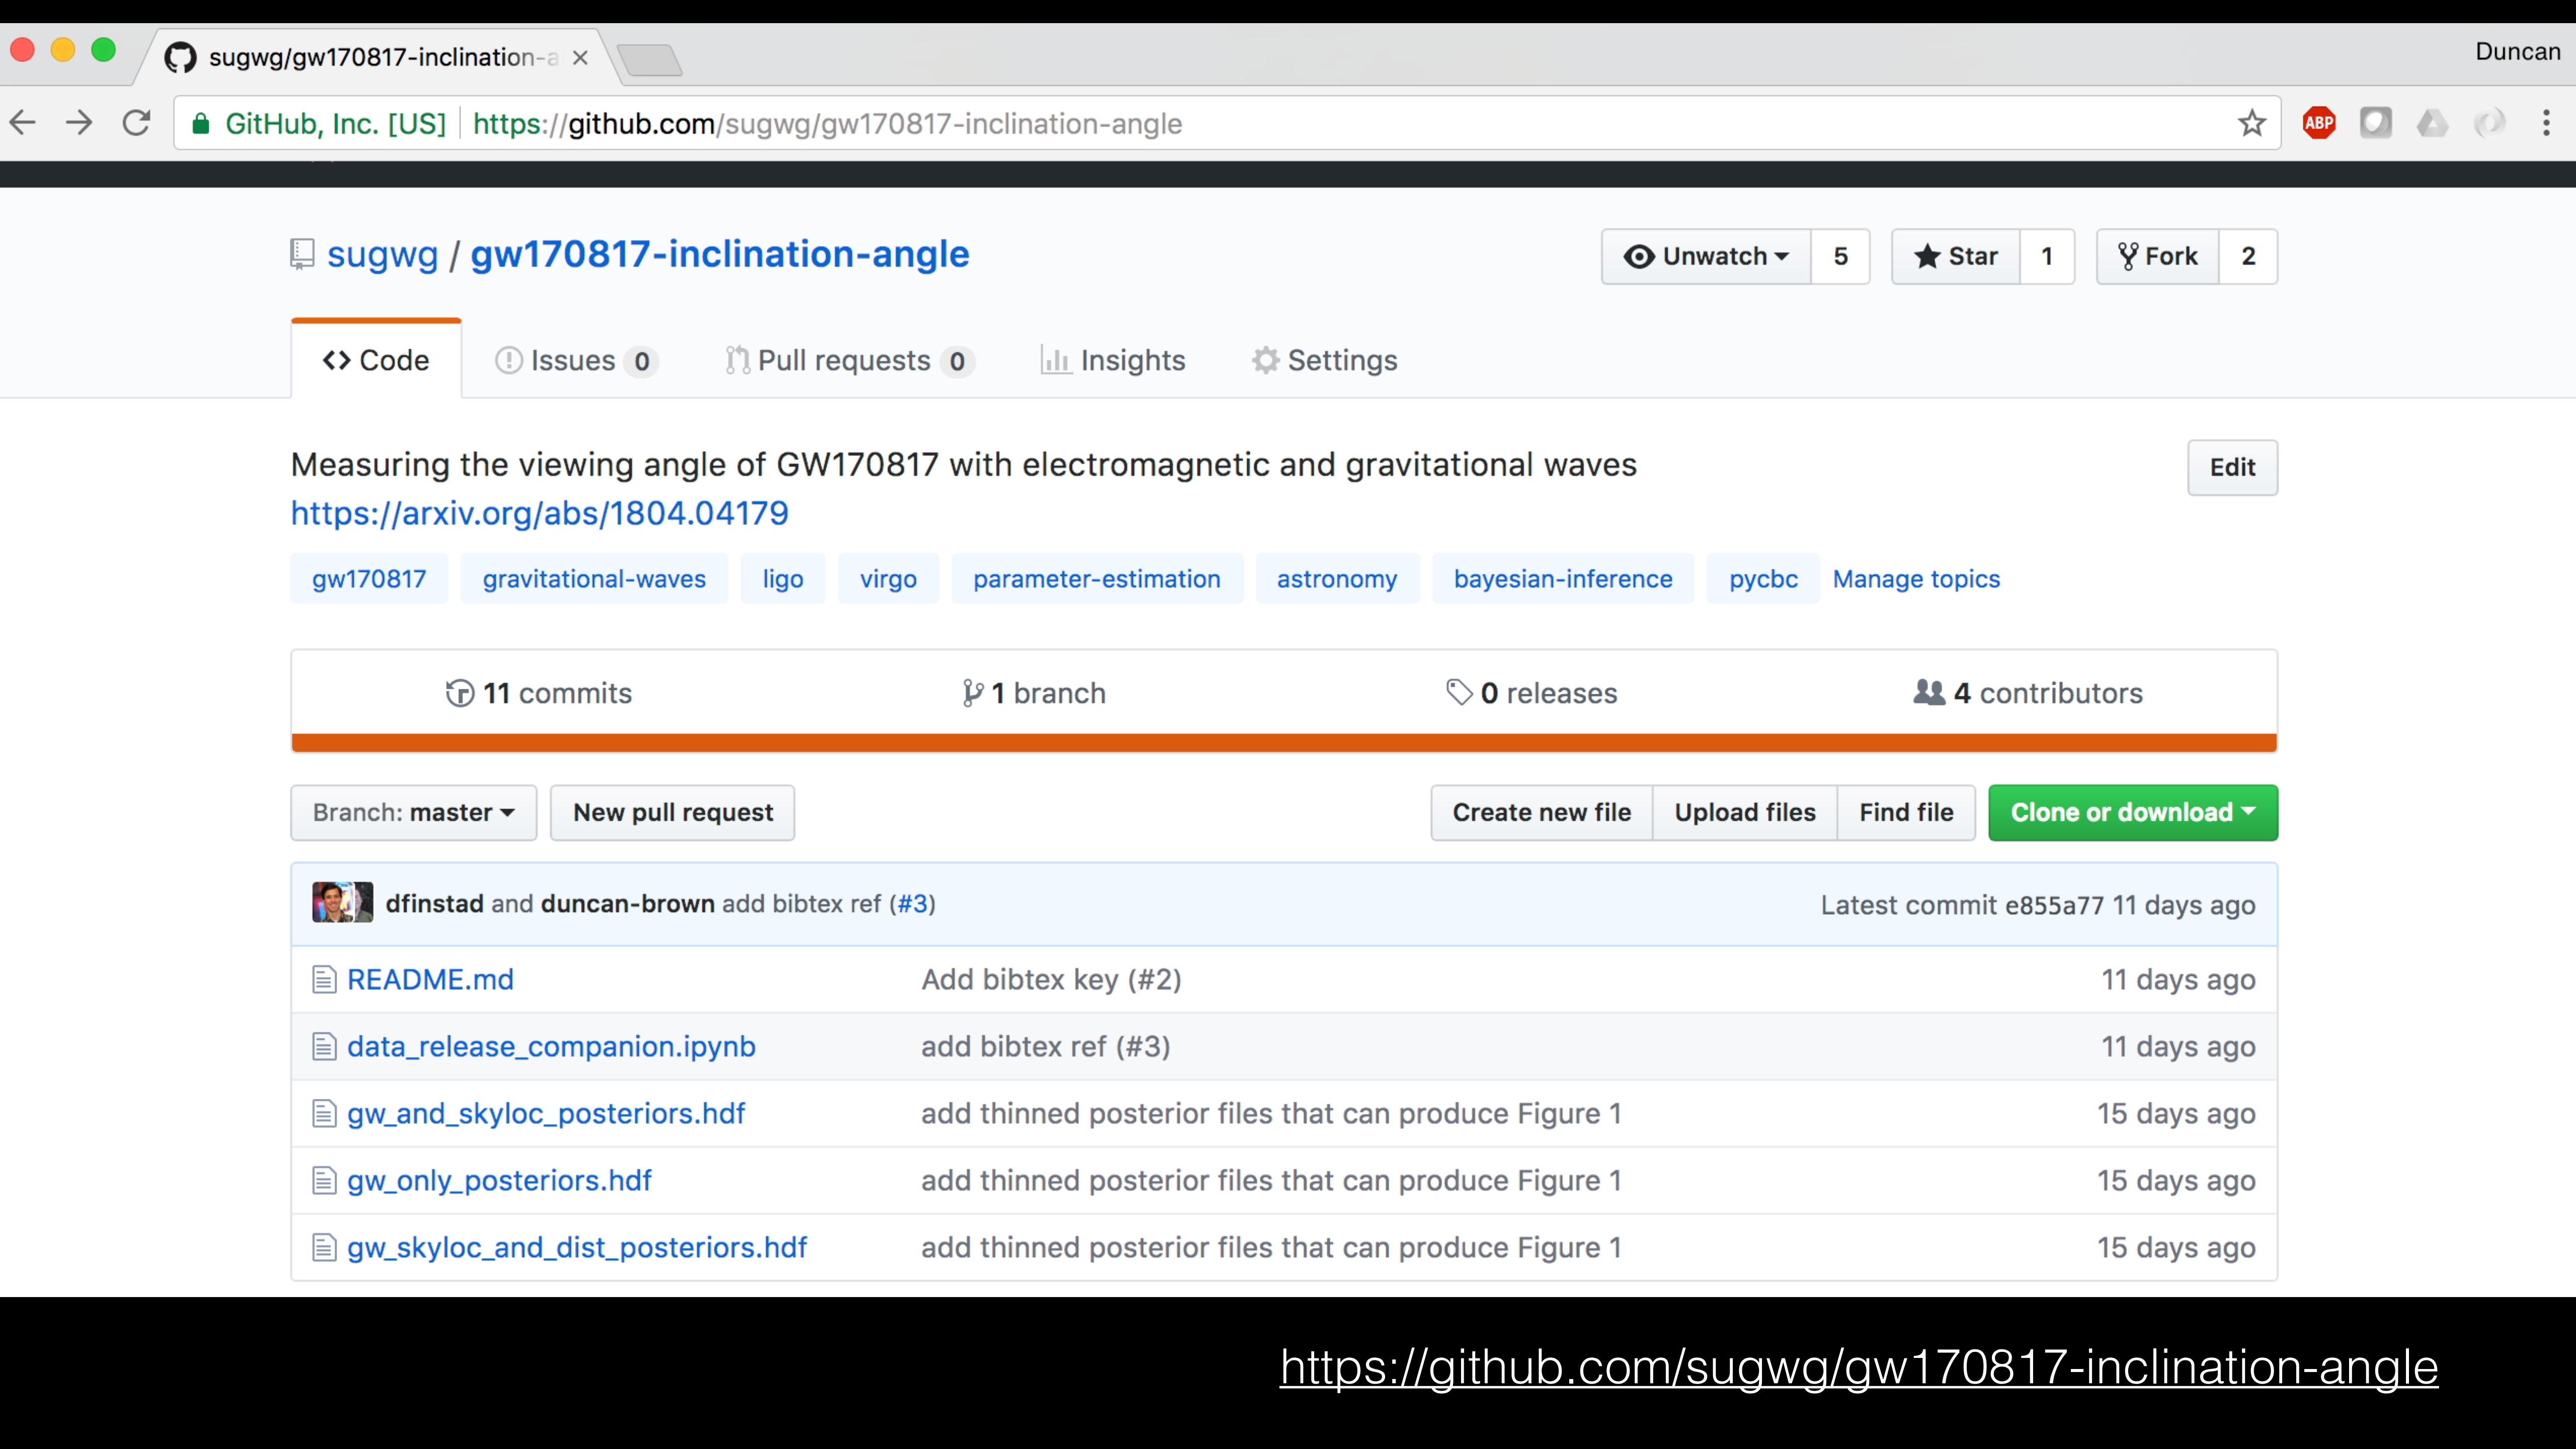 sugwg/gw170817-inclination-a
Duncan
GitHub, Inc. [US] https://github.com/sugwg/gw170817-inclination-angle
ABP
sugwg / gw170817-inclination-angle
Unwatch 5 Star 1 Fork 2
Code Issues 0 Pull requests 0 Insights Settings
Measuring the viewing angle of GW170817 with electromagnetic and gravitational waves
Edit
https://arxiv.org/abs/1804.04179
gw170817 gravitational-waves ligo virgo parameter-estimation astronomy bayesian-inference pycbc Manage topics
11 commits 1 branch 0 releases 4 contributors
Branch: master New pull request Create new file Upload files Find file Clone or download
dfinstad and duncan-brown add bibtex ref (#3) Latest commit e855a77 11 days ago
README.md Add bibtex key (#2) 11 days ago
data_release_companion.ipynb add bibtex ref (#3) 11 days ago
gw_and_skyloc_posteriors.hdf add thinned posterior files that can produce Figure 1 15 days ago
gw_only_posteriors.hdf add thinned posterior files that can produce Figure 1 15 days ago
gw_skyloc_and_dist_posteriors.hdf add thinned posterior files that can produce Figure 1 15 days ago
https://github.com/sugwg/gw170817-inclination-angle